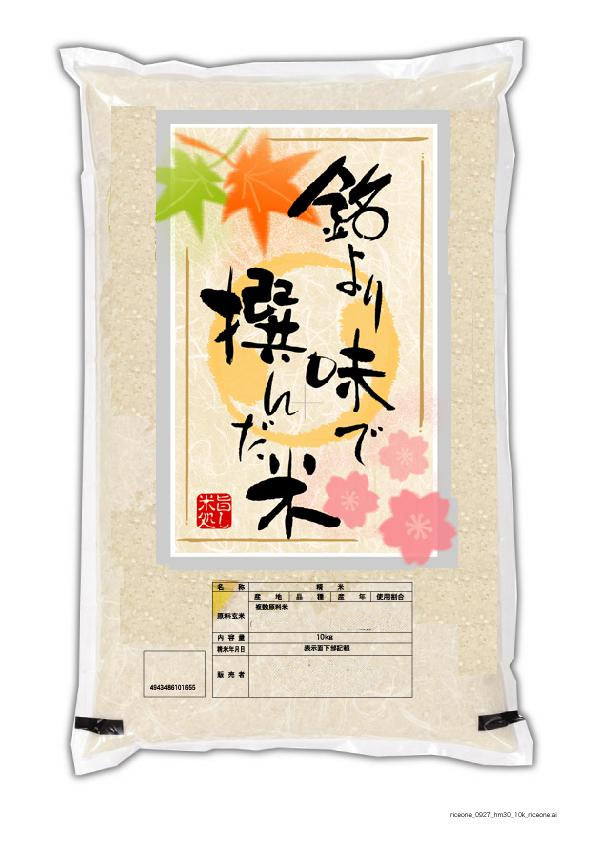 銘より
味で
撰んだ
米
旨し
米処
名 称 精 米
原料玄米 産 地 品 種 産 年 使用割合
複数原料米
内 容 量 10kg
精米年月日 表示面下部記載
販 売 者
4943486101655
riceone_0927_hm30_10k_riceone.ai